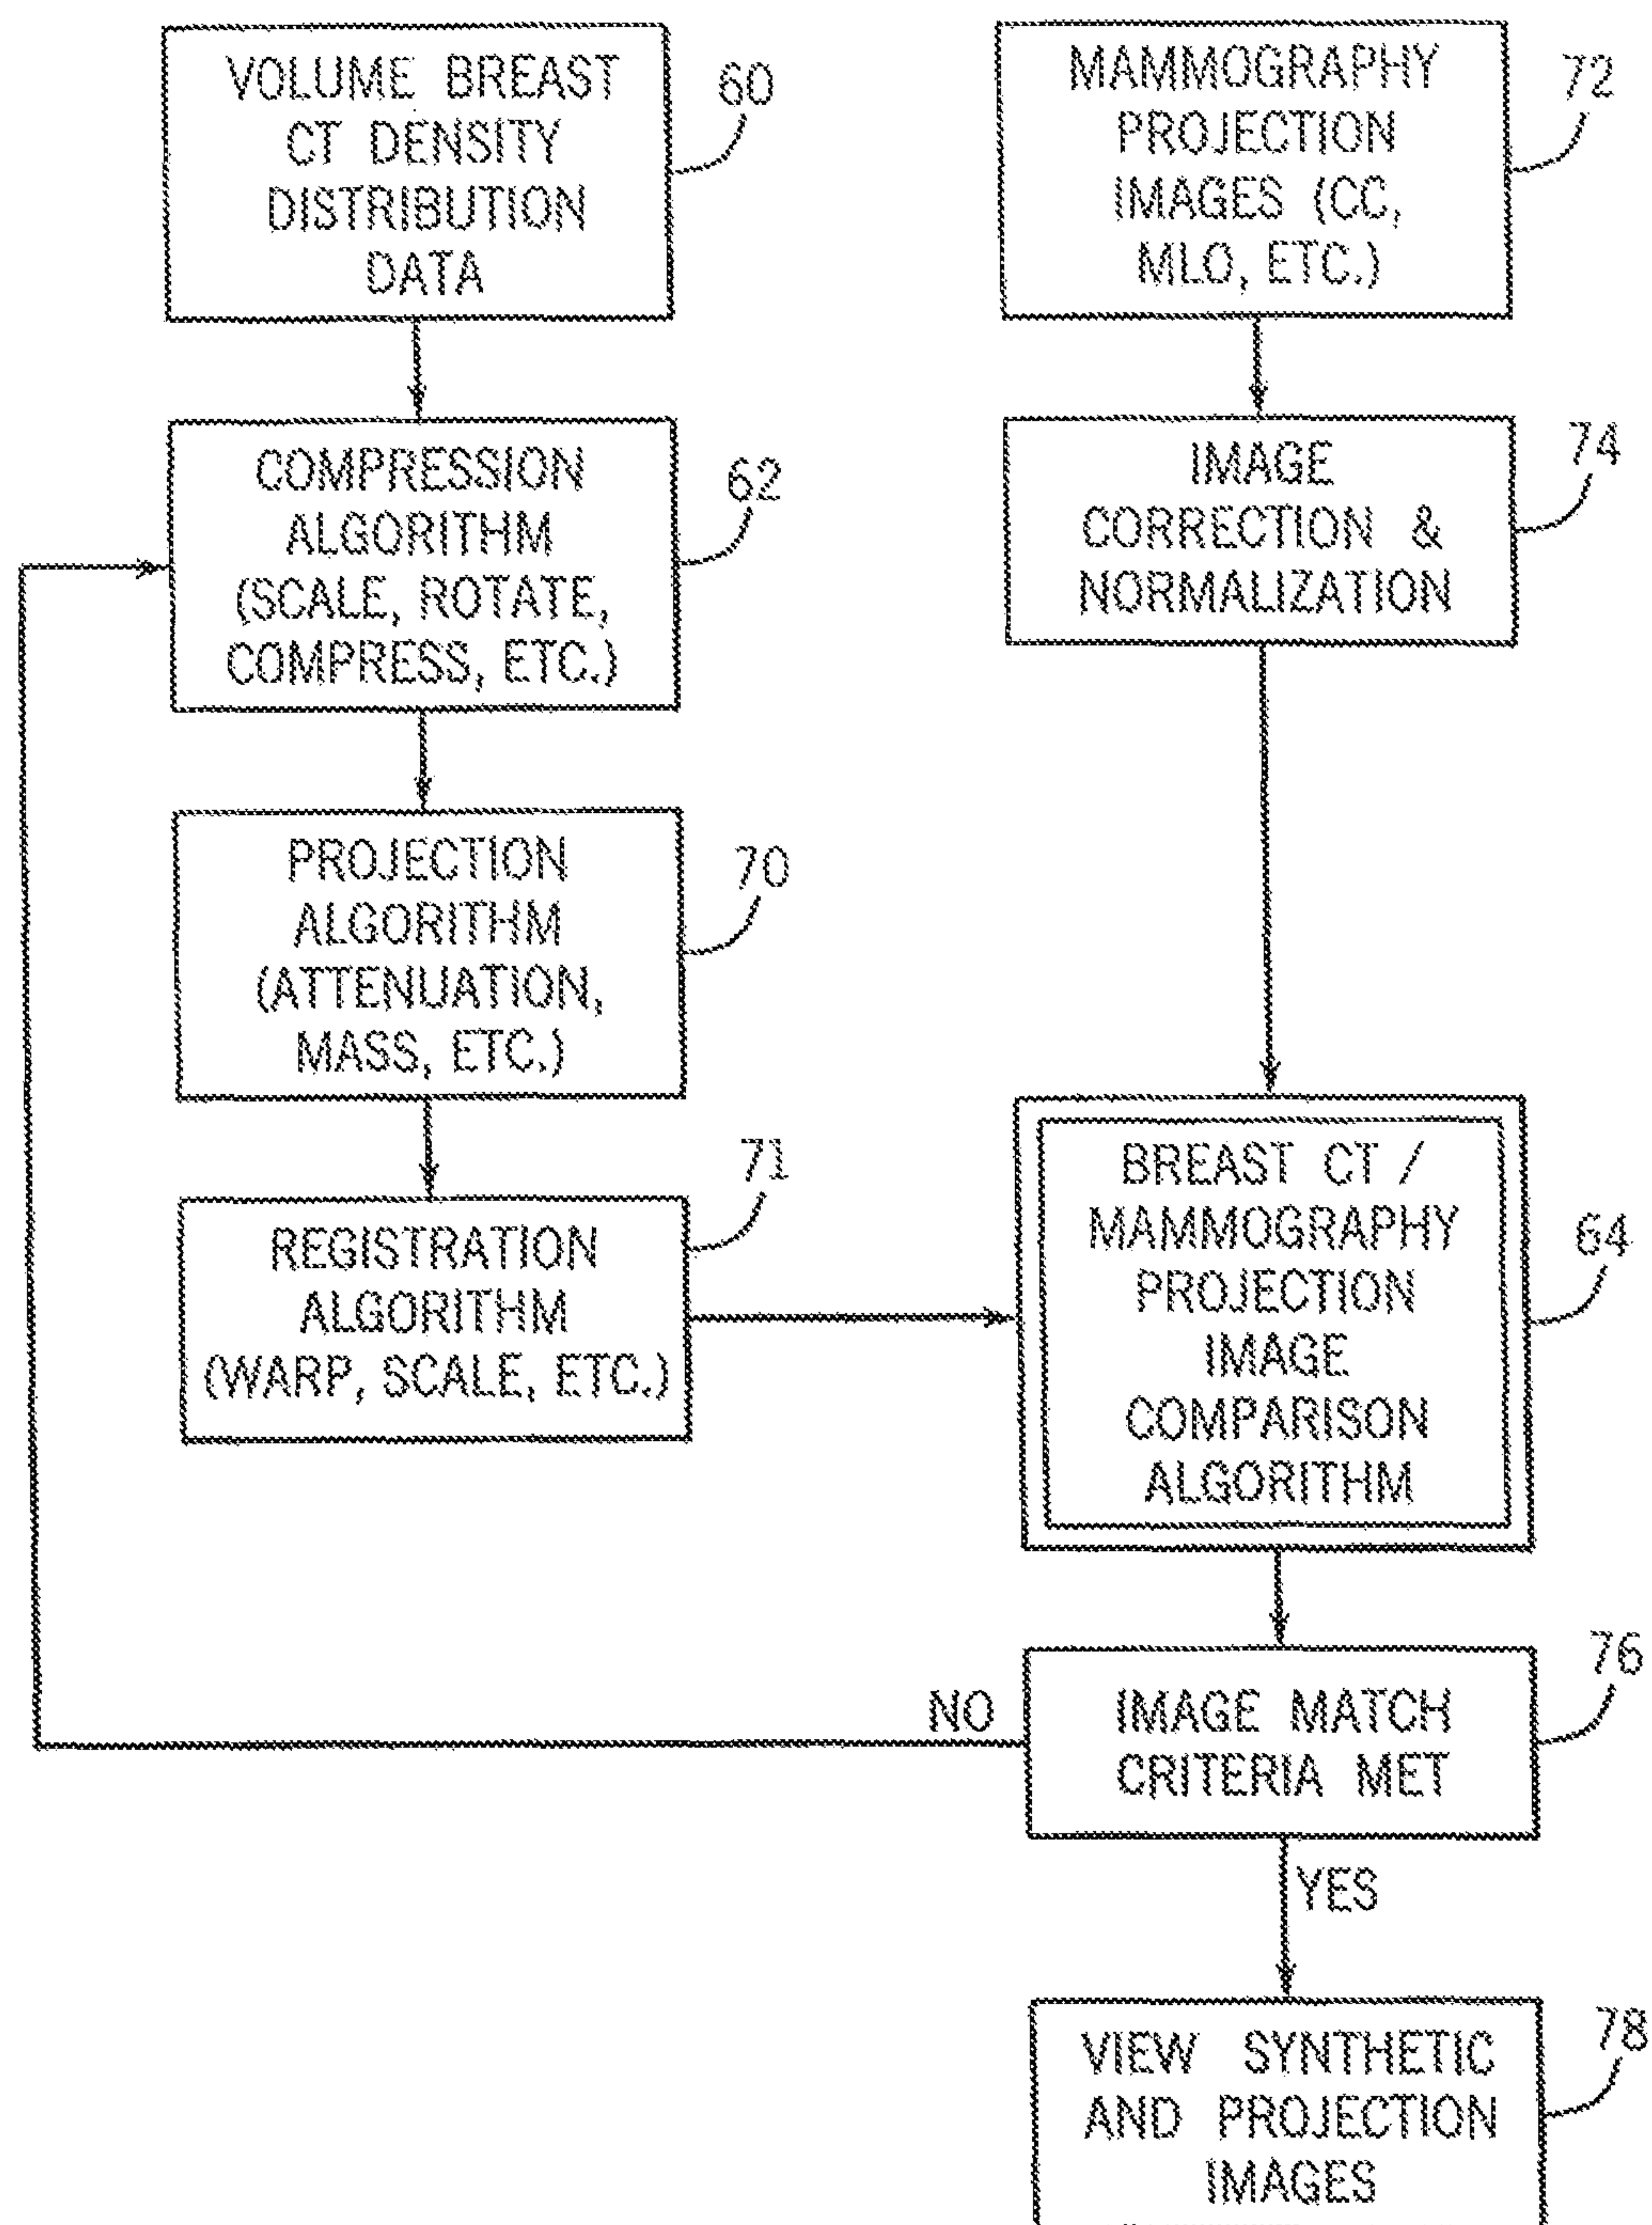 VOLUME BREAST
CT DENSITY
DISTRIBUTION
DATA
60
COMPRESSION
ALGORITHM
(SCALE, ROTATE,
COMPRESS, ETC.)
62
PROJECTION
ALGORITHM
(ATTENUATION,
MASS, ETC.)
70
REGISTRATION
ALGORITHM
(WARP, SCALE, ETC.)
71
MAMMOGRAPHY
PROJECTION
IMAGES (CC,
MLO, ETC.)
72
IMAGE
CORRECTION &
NORMALIZATION
74
BREAST CT /
MAMMOGRAPHY
PROJECTION
IMAGE
COMPARISON
ALGORITHM
64
IMAGE MATCH
CRITERIA MET
76
NO
YES
VIEW SYNTHETIC
AND PROJECTION
IMAGES
78